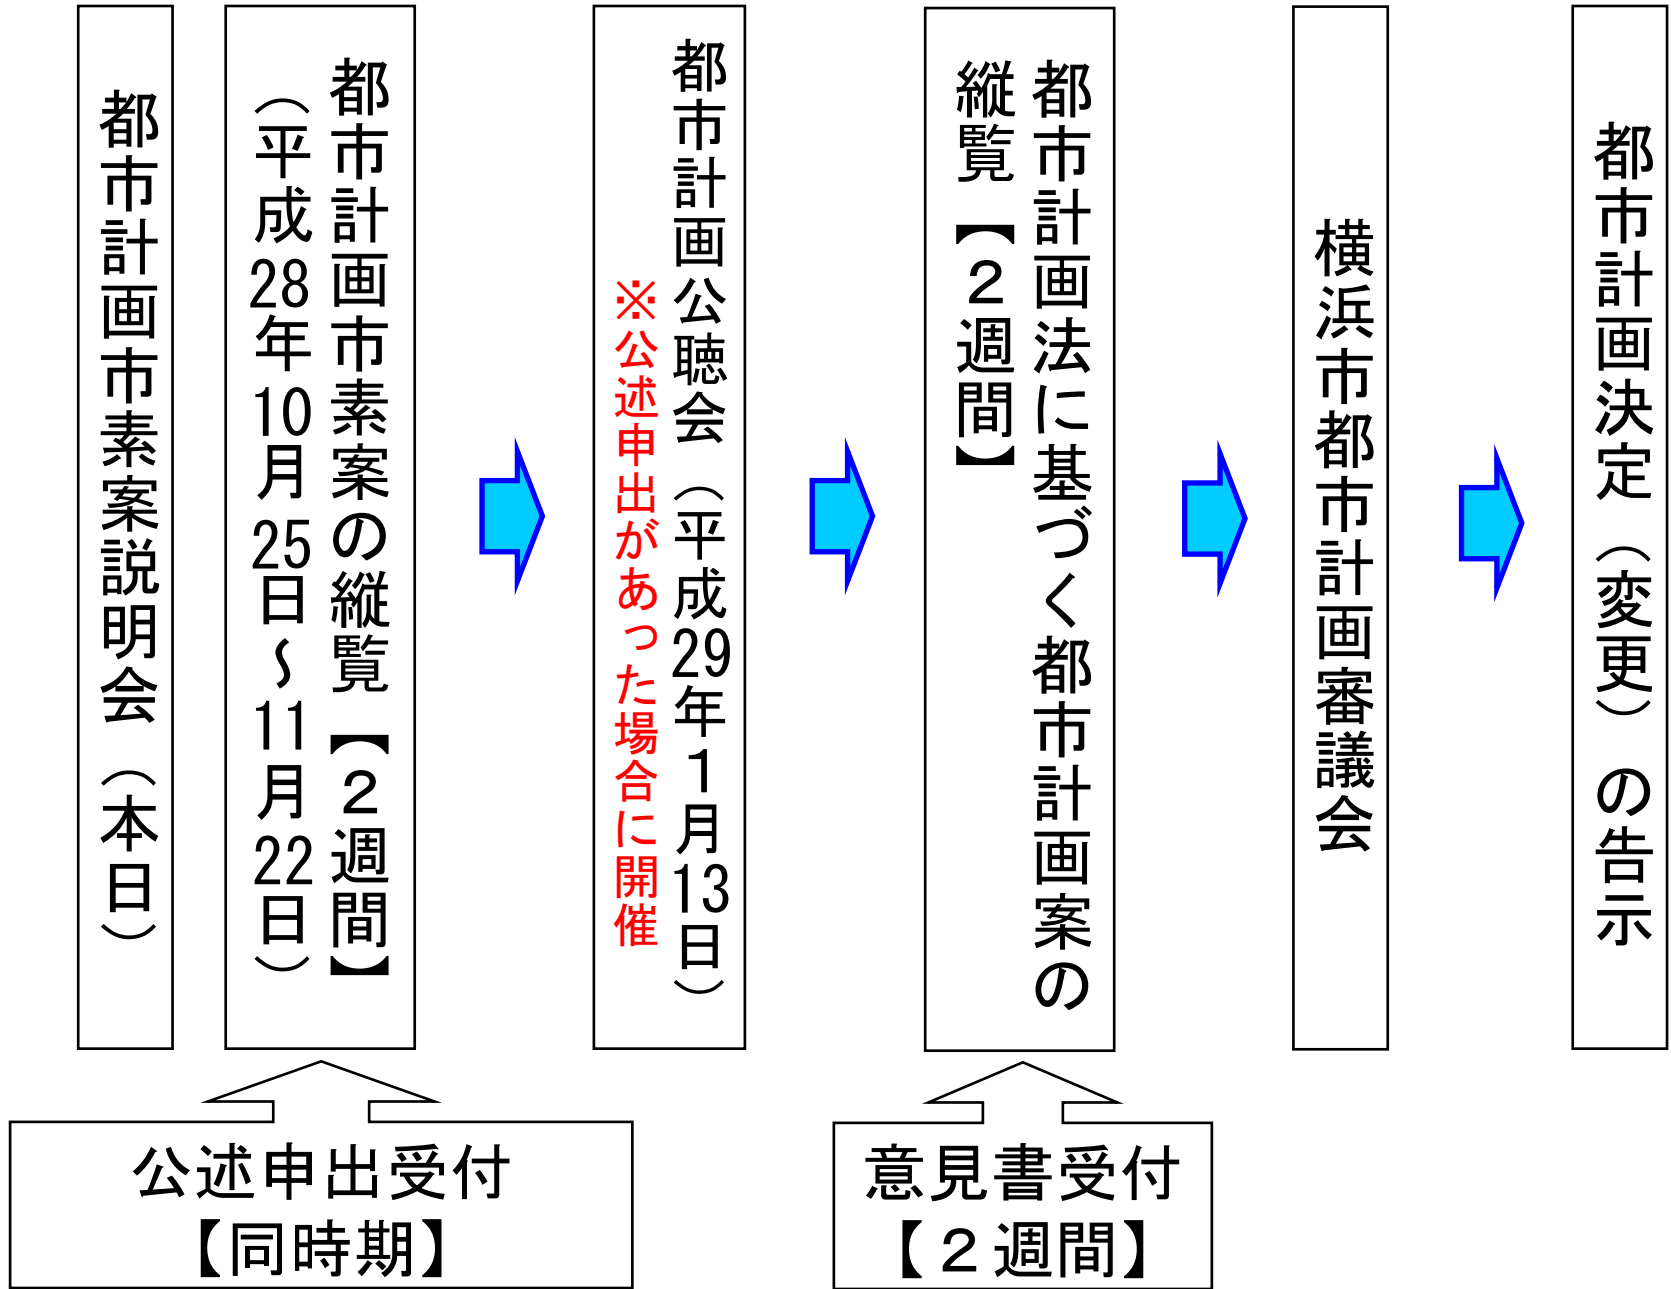 都市計画市素案説明会（本日）
都市計画市素案の縦覧【２週間】
（平成28年10月25日～11月22日）
都市計画公聴会（平成29年１月13日）
※公述申出があった場合に開催
都市計画法に基づく都市計画案の
縦覧【２週間】
横浜市都市計画審議会
都市計画決定（変更）の告示
公述申出受付
【同時期】
意見書受付
【２週間】